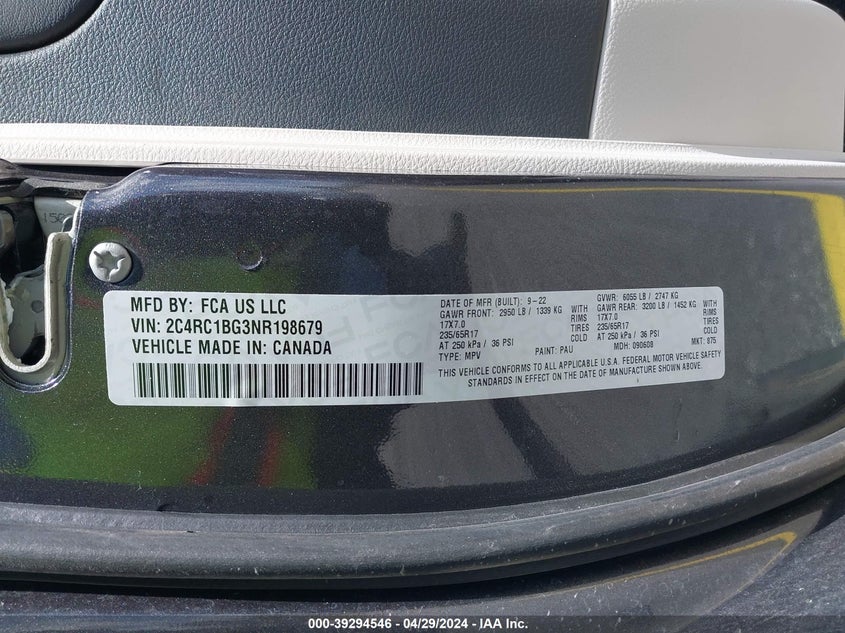 MFD BY: FCA US LLC
VIN: 2C4RC1BG3NR198679
VEHICLE MADE IN: CANADA
DATE OF MFR (BUILT): 9-22 GVWR: 6055 LB / 2747 KG
GAWR FRONT: 2950 LB / 1339 KG WITH GAWR REAR: 3200 LB / 1452 KG WITH
17X7.0 RIMS 17X7.0 RIMS
235/65R17 TIRES 235/65R17 TIRES
AT 250 kPa / 36 PSI COLD AT 250 kPa / 36 PSI COLD
TYPE: MPV PAINT: PAU MDH: 090608 MKT: 875
THIS VEHICLE CONFORMS TO ALL APPLICABLE U.S.A. FEDERAL MOTOR VEHICLE SAFETY
STANDARDS IN EFFECT ON THE DATE OF MANUFACTURE SHOWN ABOVE.
000-39294546 - 04/29/2024 - IAA Inc.